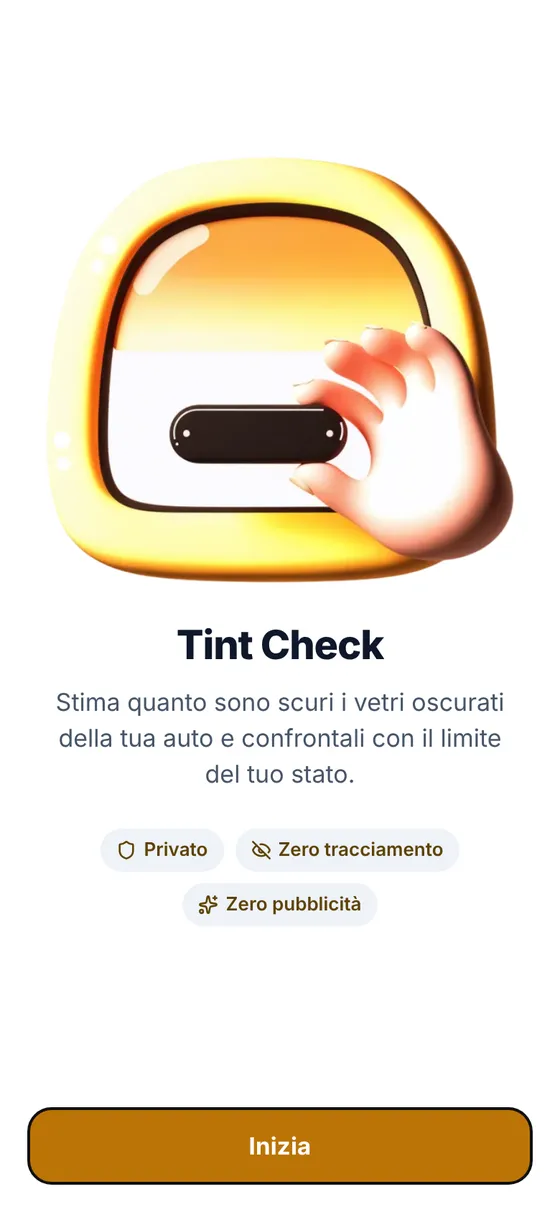 Tint Check
Stima quanto sono scuri i vetri oscurati
della tua auto e confrontali con il limite
del tuo stato.
Privato
Zero tracciamento
Zero pubblicità
Inizia